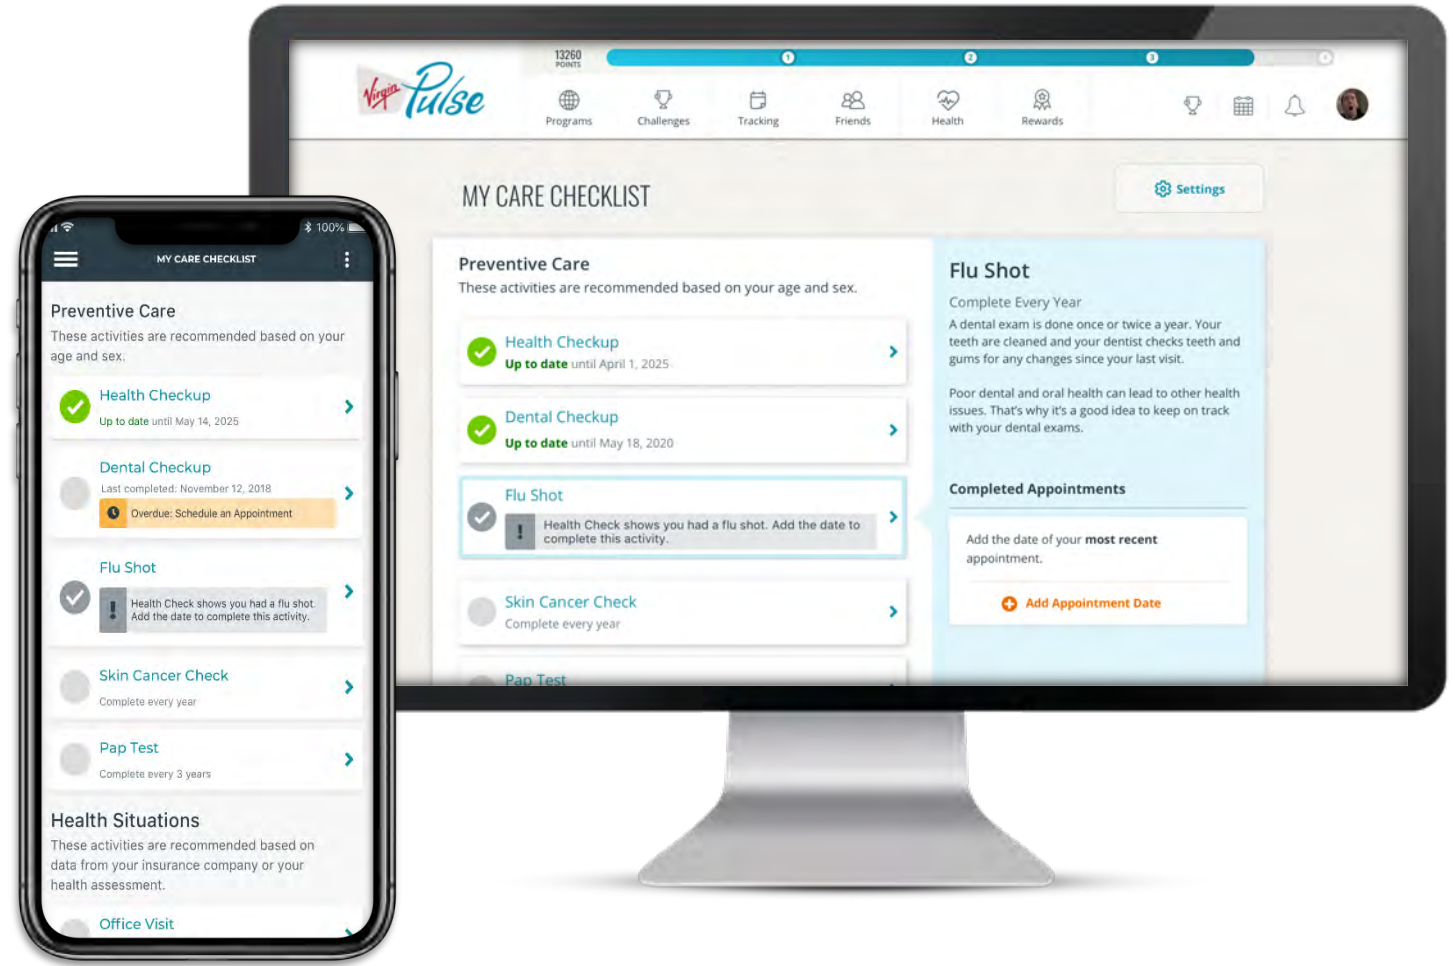 Virgin Pulse
13260
POINTS
1
2
3
4
Programs
Challenges
Tracking
Friends
Health
Rewards
MY CARE CHECKLIST
Settings
Preventive Care
These activities are recommended based on your age and sex.
Health Checkup
Up to date until April 1, 2025
Dental Checkup
Up to date until May 18, 2020
Flu Shot
! Health Check shows you had a flu shot. Add the date to
complete this activity.
Skin Cancer Check
Complete every year
Pap Test
Flu Shot
Complete Every Year
A dental exam is done once or twice a year. Your
teeth are cleaned and your dentist checks teeth and
gums for any changes since your last visit.
Poor dental and oral health can lead to other health
issues. That's why it's a good idea to keep on track
with your dental exams.
Completed Appointments
Add the date of your most recent
appointment.
Add Appointment Date
100%
MY CARE CHECKLIST
Preventive Care
These activities are recommended based on your
age and sex.
Health Checkup
Up to date until May 14, 2025
Dental Checkup
Last completed: November 12, 2018
Overdue: Schedule an Appointment
Flu Shot
! Health Check shows you had a flu shot.
Add the date to complete this activity.
Skin Cancer Check
Complete every year
Pap Test
Complete every 3 years
Health Situations
These activities are recommended based on
data from your insurance company or your
health assessment.
Office Visit